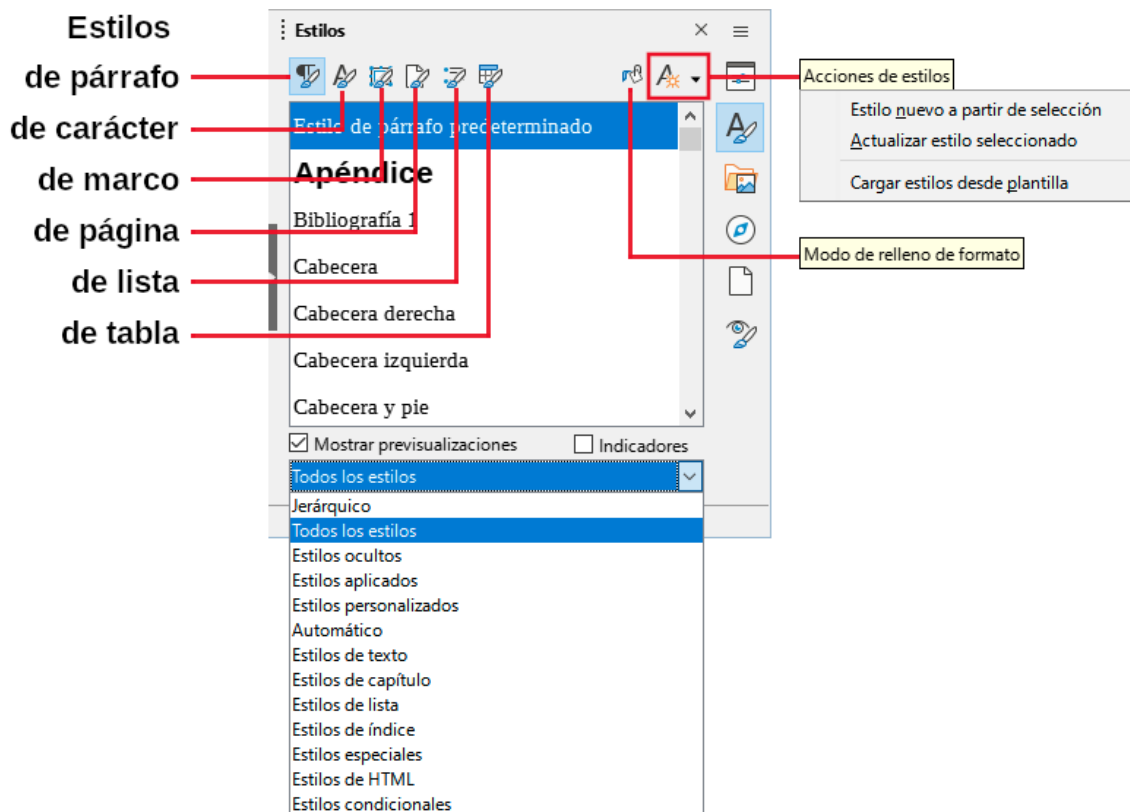 Estilos
de párrafo
de carácter
de marco
de página
de lista
de tabla
Estilos
Estilo de párrafo predeterminado
Apéndice
Bibliografía 1
Cabecera
Cabecera derecha
Cabecera izquierda
Cabecera y pie
Mostrar previsualizaciones
Indicadores
Todos los estilos
Jerárquico
Todos los estilos
Estilos ocultos
Estilos aplicados
Estilos personalizados
Automático
Estilos de texto
Estilos de capítulo
Estilos de lista
Estilos de índice
Estilos especiales
Estilos de HTML
Estilos condicionales
Acciones de estilos
Estilo nuevo a partir de selección
Actualizar estilo seleccionado
Cargar estilos desde plantilla
Modo de relleno de formato